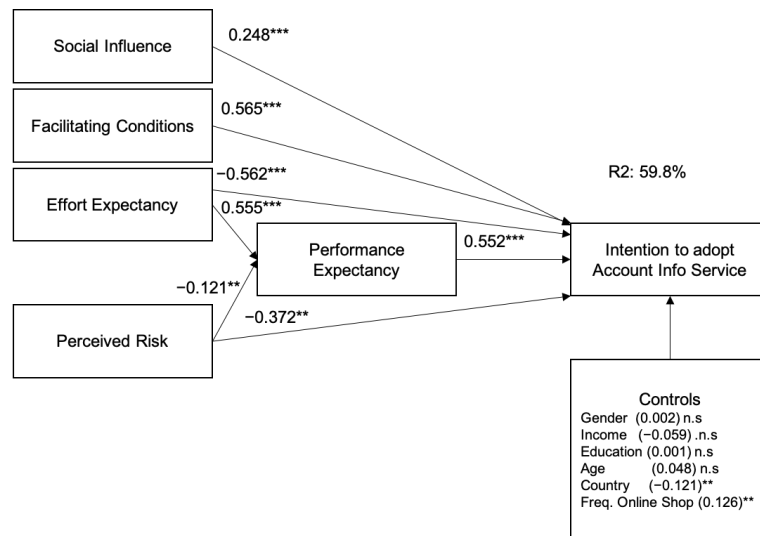 Social Influence
0.248***
Facilitating Conditions
0.565***
Effort Expectancy
−0.562***
0.555***
R2: 59.8%
Performance
Expectancy
0.552***
Intention to adopt
Account Info Service
−0.121**
−0.372**
Perceived Risk
Controls
Gender (0.002) n.s
Income (−0.059) .n.s
Education (0.001) n.s
Age (0.048) n.s
Country (−0.121)**
Freq. Online Shop (0.126)**